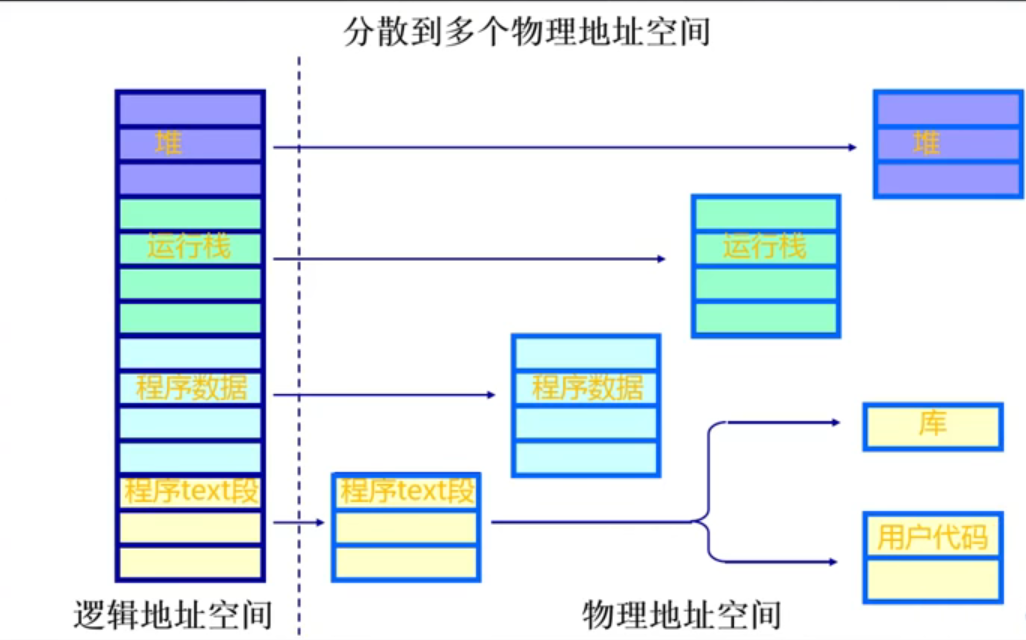 分散到多个物理地址空间
堆
堆
运行栈
运行栈
程序数据
程序数据
库
程序text段
程序text段
用户代码
逻辑地址空间
物理地址空间